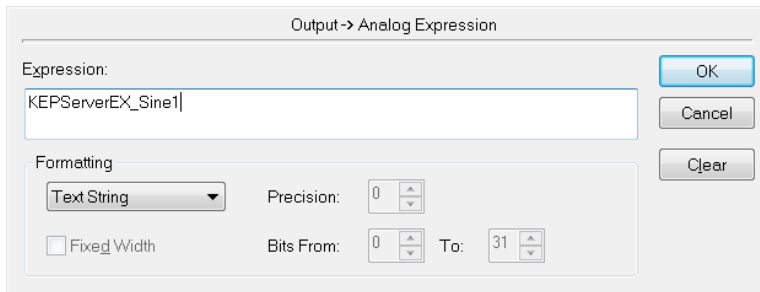 Output -> Analog Expression
Expression:
OK
KEPServerEX_Sine1
Cancel
Clear
Formatting
Text String
Precision:
0
Fixed Width
Bits From:
0
To:
31